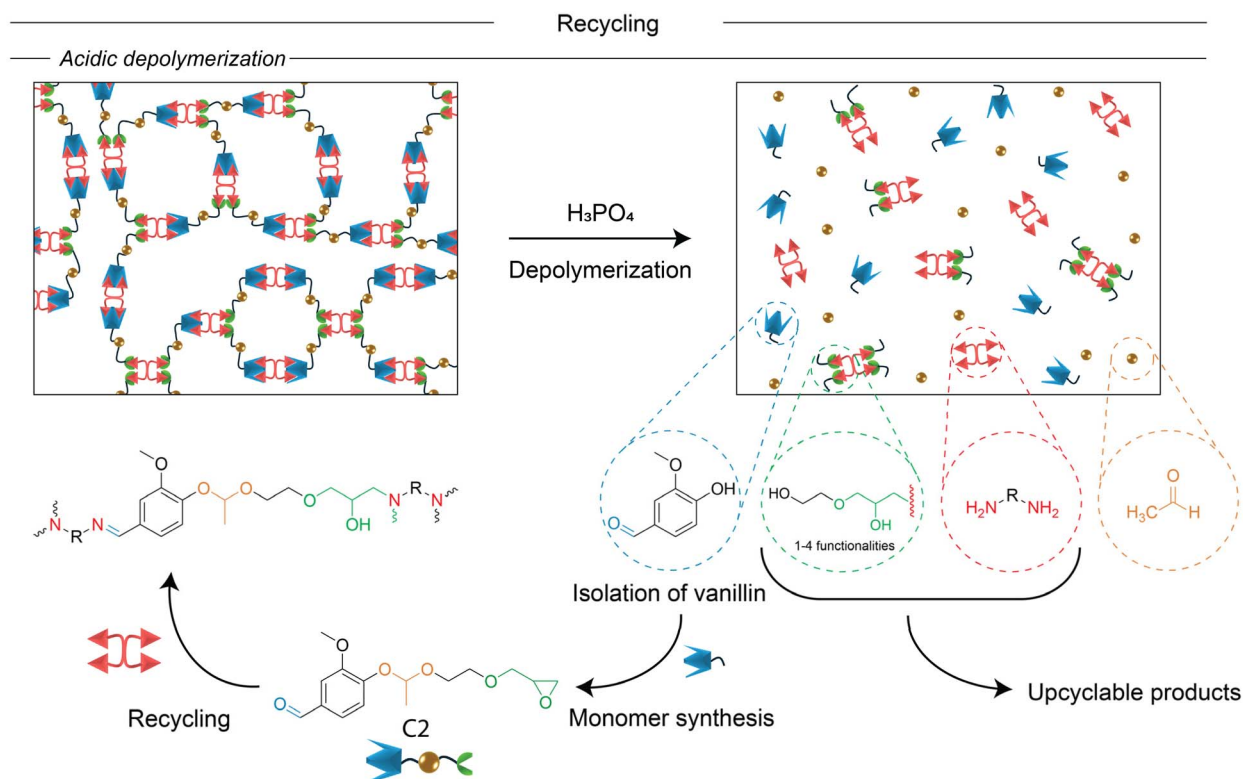 Recycling
Acidic depolymerization
H₃PO₄
Depolymerization
O
O
O
O
OH
N
R
N
N
R
N
O
OH
O
HO
O
OH
1-4 functionalities
H₂N
R
NH₂
O
H₃C
H
Isolation of vanillin
O
O
O
O
O
O
C2
Recycling
Monomer synthesis
Upcyclable products